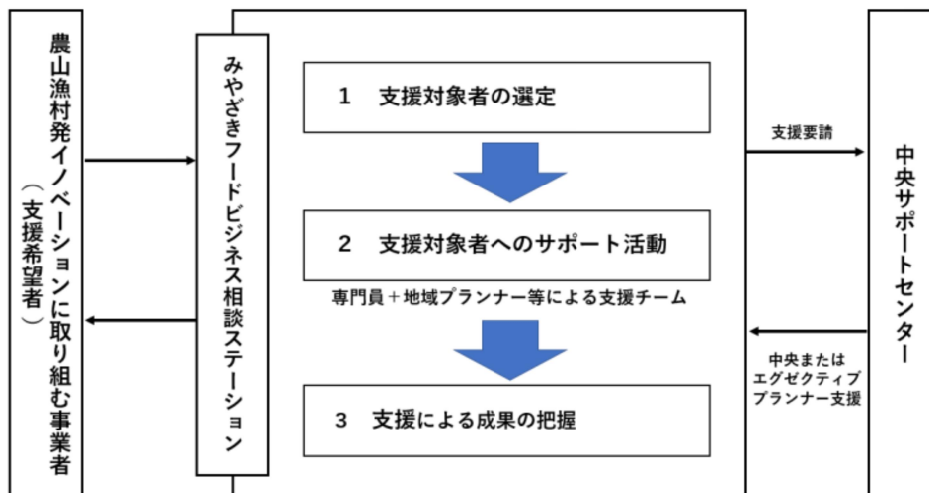 農山漁村発イノベーションに取り組む事業者
（支援希望者）
みやざきフードビジネス相談ステーション
1 支援対象者の選定
2 支援対象者へのサポート活動
専門員＋地域プランナー等による支援チーム
3 支援による成果の把握
支援要請
中央または
エグゼクティブ
プランナー支援
中央サポートセンター